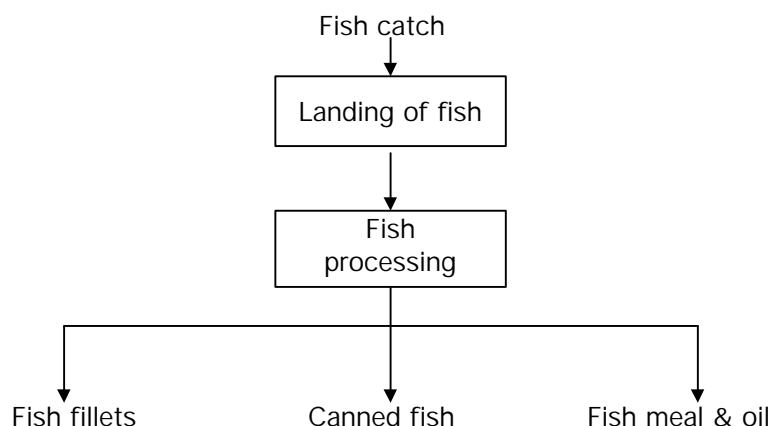 Fish catch
Landing of fish
Fish
processing
Fish fillets
Canned fish
Fish meal & oil